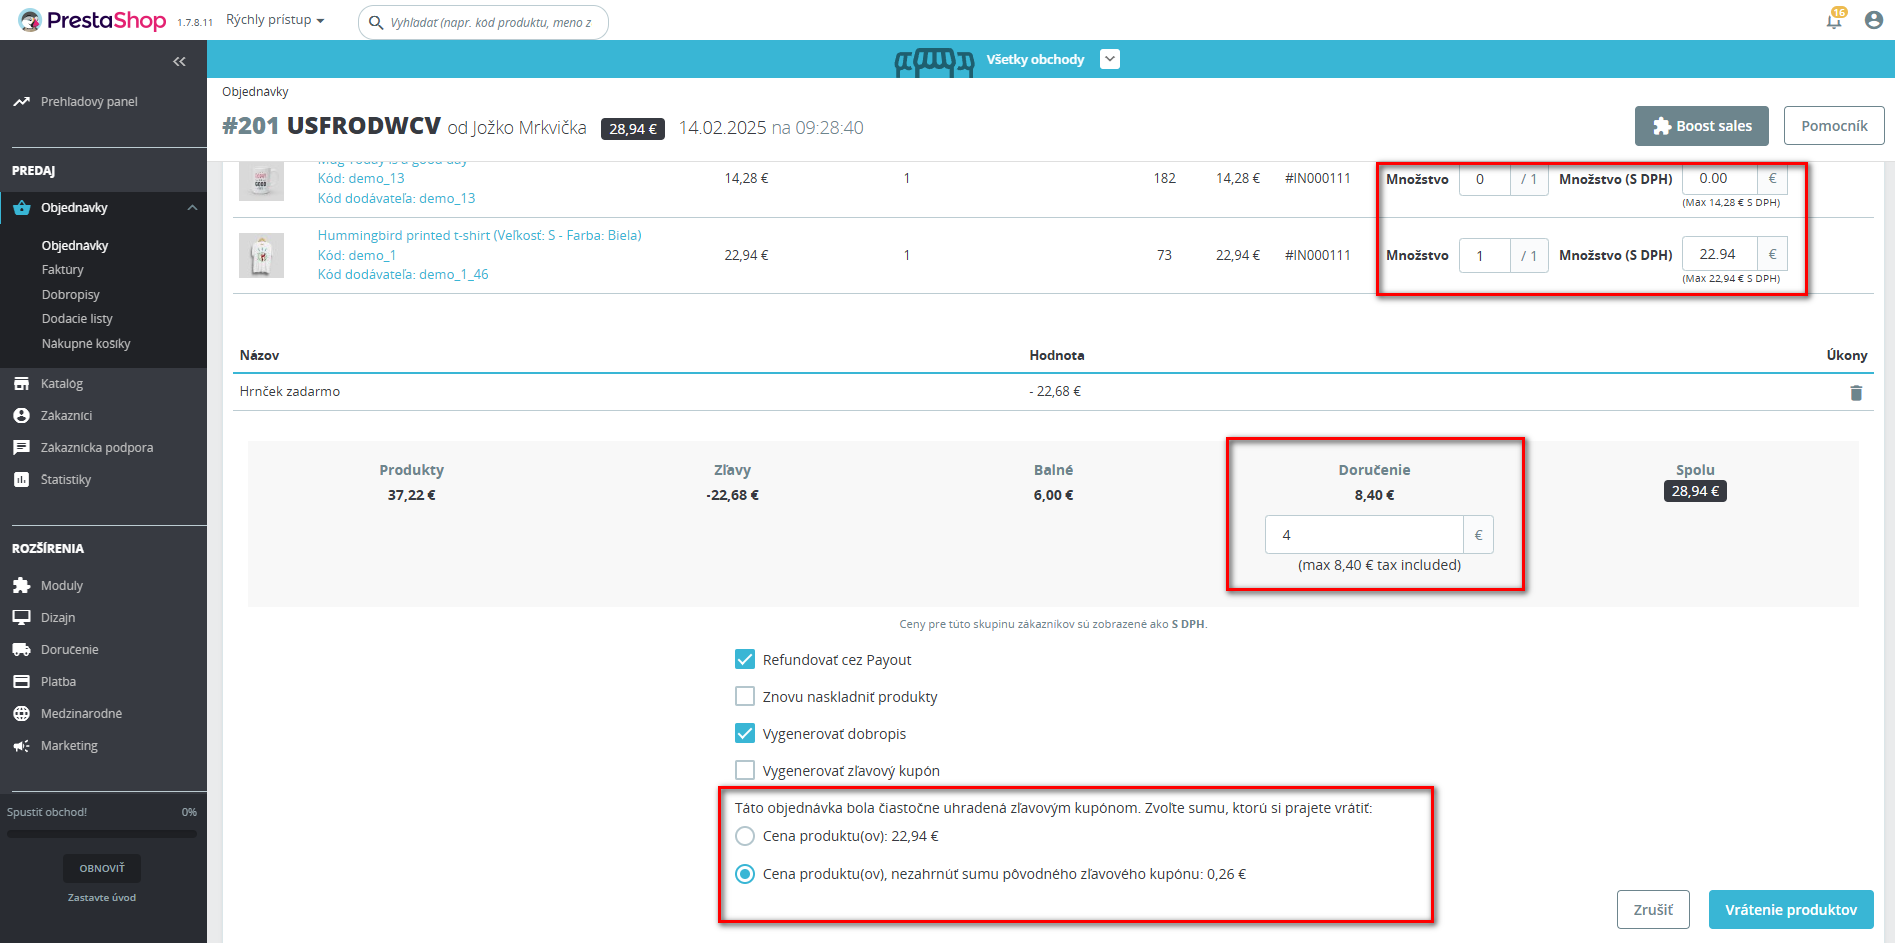 PrestaShop 1.7.8.11 Rýchly prístup Vyhľadať (napr. kód produktu, meno z 16
Všetky obchody
Prehľadový panel
PREDAJ
Objednávky
Objednávky
Faktúry
Dobropisy
Dodacie listy
Nákupné košíky
Katalóg
Zákazníci
Zákaznícka podpora
Štatistiky
ROZŠÍRENIA
Moduly
Dizajn
Doručenie
Platba
Medzinárodné
Marketing
Spustiť obchod! 0%
OBNOVIŤ
Zastavte úvod
Objednávky
#201 USFRODWCV od Jožko Mrkvička 28,94 € 14.02.2025 na 09:28:40
Boost sales Pomocník
Mug Today is a good day
Kód: demo_13
Kód dodávateľa: demo_13
14,28 € 1 182 14,28 € #IN000111 Množstvo 0 / 1 Množstvo (S DPH) 0.00 €
(Max 14,28 € S DPH)
Hummingbird printed t-shirt (Veľkosť: S - Farba: Biela)
Kód: demo_1
Kód dodávateľa: demo_1_46
22,94 € 1 73 22,94 € #IN000111 Množstvo 1 / 1 Množstvo (S DPH) 22.94 €
(Max 22,94 € S DPH)
Názov Hodnota Úkony
Hrnček zadarmo - 22,68 €
Produkty Zľavy Balné Doručenie Spolu
37,22 € -22,68 € 6,00 € 8,40 € 28,94 €
4 €
(max 8,40 € tax included)
Ceny pre túto skupinu zákazníkov sú zobrazené ako S DPH.
Refundovať cez Payout
Znovu naskladniť produkty
Vygenerovať dobropis
Vygenerovať zľavový kupón
Táto objednávka bola čiastočne uhradená zľavovým kupónom. Zvoľte sumu, ktorú si prajete vrátiť:
Cena produktu(ov): 22,94 €
Cena produktu(ov), nezahrnúť sumu pôvodného zľavového kupónu: 0,26 €
Zrušiť Vrátenie produktov